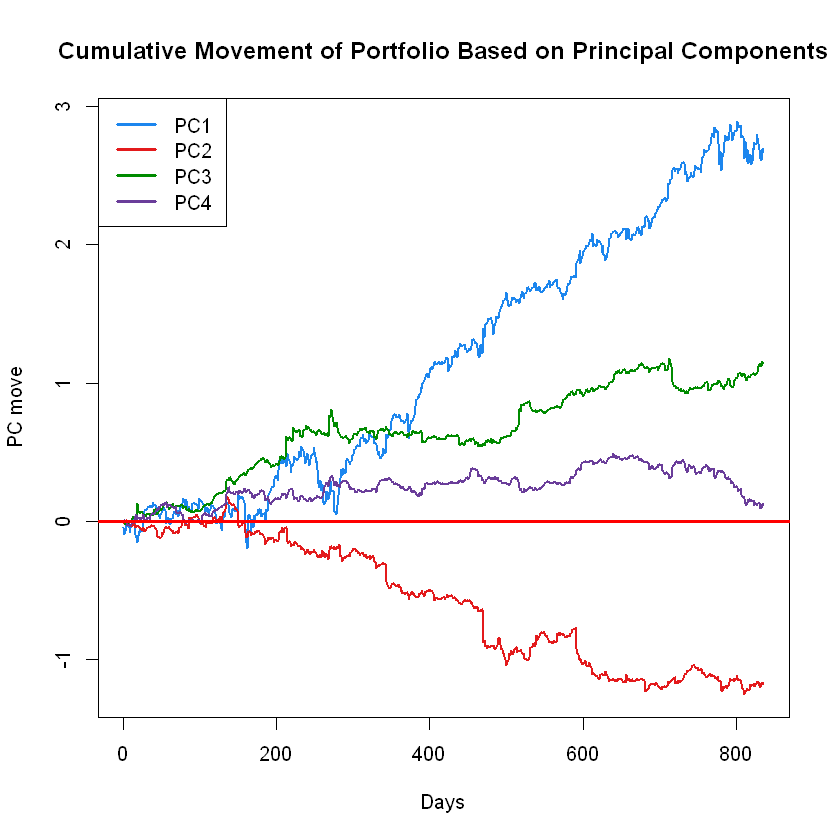 Cumulative Movement of Portfolio Based on Principal Components
PC1
PC2
PC3
PC4
3
2
1
0
-1
PC move
0 200 400 600 800
Days